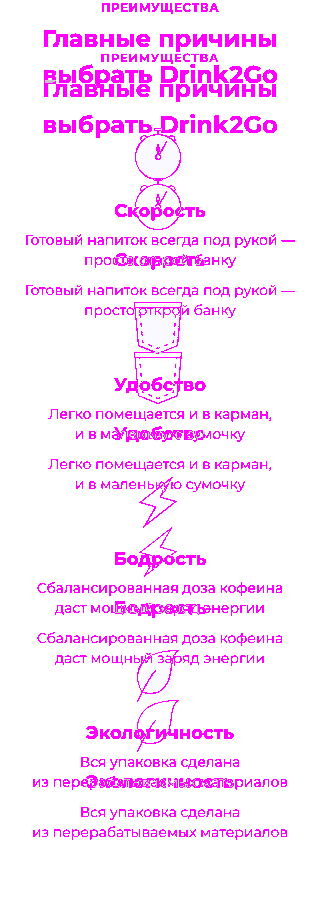 ПРЕИМУЩЕСТВА
Главные причины
ПРЕИМУЩЕСТВА
выбрать Drink2Go
Главные причины
выбрать Drink2Go
Скорость
Готовый напиток всегда под рукой —
просто открой банку
Скорость
Готовый напиток всегда под рукой —
просто открой банку
Удобство
Легко помещается и в карман,
и в маленькую сумочку
Удобство
Легко помещается и в карман,
и в маленькую сумочку
Бодрость
Сбалансированная доза кофеина
даст мощный заряд энергии
Бодрость
Сбалансированная доза кофеина
даст мощный заряд энергии
Экологичность
Вся упаковка сделана
из перерабатываемых материалов
Экологичность
Вся упаковка сделана
из перерабатываемых материалов